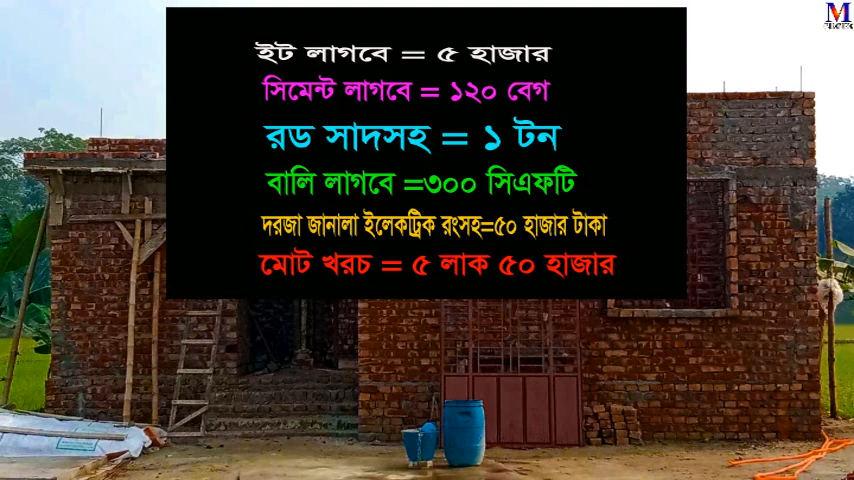 ইট লাগবে = ৫ হাজার
সিমেন্ট লাগবে = ১২০ বেগ
রড সাদসহ = ১ টন
বালি লাগবে =৩০০ সিএফটি
দরজা জানালা ইলেকট্রিক রংসহ=৫০ হাজার টাকা
মোট খরচ = ৫ লাক ৫০ হাজার
M